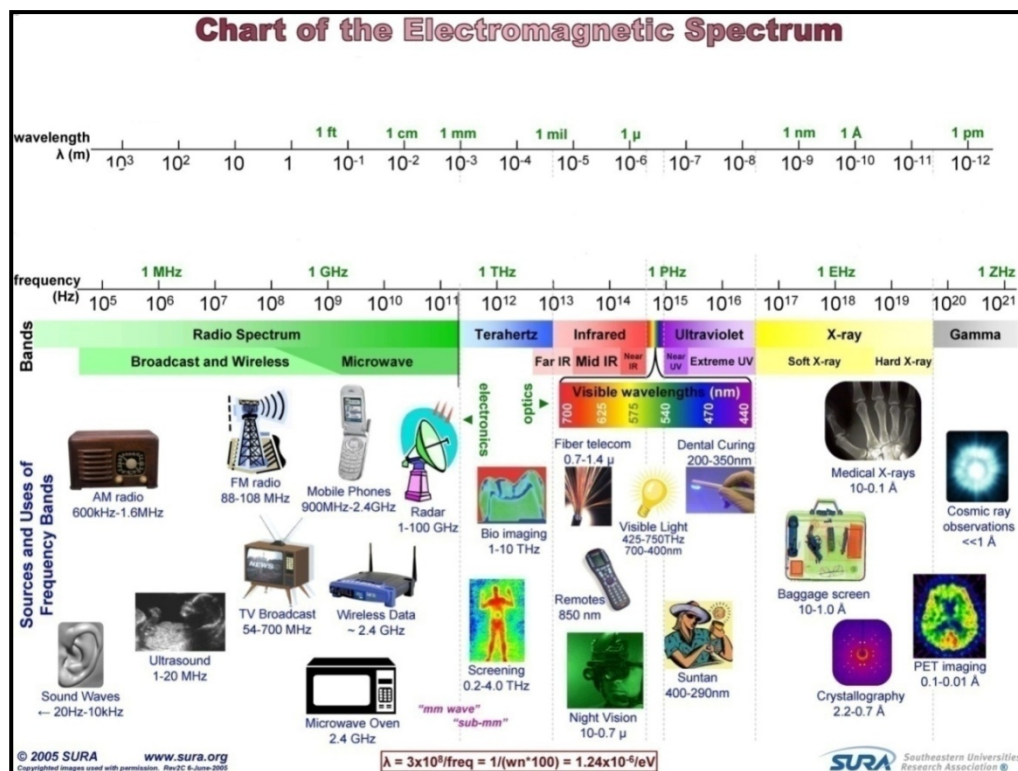 Chart of the Electromagnetic Spectrum
1 ft 1 cm 1 mm 1 mil 1 µ 1 nm 1 Å 1 pm
wavelength
λ (m)
10³ 10² 10 1 10⁻¹ 10⁻² 10⁻³ 10⁻⁴ 10⁻⁵ 10⁻⁶ 10⁻⁷ 10⁻⁸ 10⁻⁹ 10⁻¹⁰ 10⁻¹¹ 10⁻¹²
1 MHz 1 GHz 1 THz 1 PHz 1 EHz 1 ZHz
frequency
(Hz)
10⁵ 10⁶ 10⁷ 10⁸ 10⁹ 10¹⁰ 10¹¹ 10¹² 10¹³ 10¹⁴ 10¹⁵ 10¹⁶ 10¹⁷ 10¹⁸ 10¹⁹ 10²⁰ 10²¹
Bands
Radio Spectrum Terahertz Infrared Ultraviolet X-ray Gamma
Broadcast and Wireless Microwave Far IR Mid IR Near IR Near UV Extreme UV Soft X-ray Hard X-ray
electronics
optics
Visible wavelengths (nm)
700 625 575 540 470 440
Sources and Uses of
Frequency Bands
AM radio
600kHz-1.6MHz
FM radio
88-108 MHz
Mobile Phones
900MHz-2.4GHz
Radar
1-100 GHz
Bio imaging
1-10 THz
Fiber telecom
0.7-1.4 µ
Visible Light
425-750THz
700-400nm
Dental Curing
200-350nm
Medical X-rays
10-0.1 Å
Cosmic ray
observations
<<1 Å
Sound Waves
← 20Hz-10kHz
Ultrasound
1-20 MHz
NEWS
TV Broadcast
54-700 MHz
Wireless Data
~ 2.4 GHz
Microwave Oven
2.4 GHz
"mm wave"
"sub-mm"
Screening
0.2-4.0 THz
Remotes
850 nm
Night Vision
10-0.7 µ
Suntan
400-290nm
Baggage screen
10-1.0 Å
Crystallography
2.2-0.7 Å
PET imaging
0.1-0.01 Å
© 2005 SURA www.sura.org
Copyrighted images used with permission. Rev2C 6-June-2005
λ = 3x10⁸/freq = 1/(wn*100) = 1.24x10⁻⁶/eV
SURA
Southeastern Universities
Research Association ®